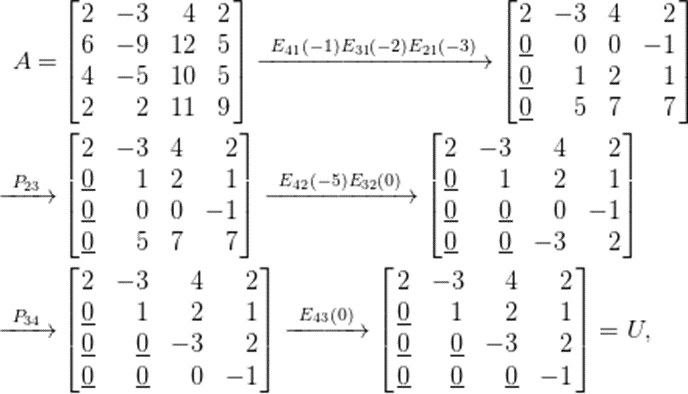 A = [2 −3 4 2; 6 −9 12 5; 4 −5 10 5; 2 2 11 9] E₄₁(−1)E₃₁(−2)E₂₁(−3) ⟶ [2 −3 4 2; 0̲ 0 0 −1; 0̲ 1 2 1; 0̲ 5 7 7]
P₂₃ ⟶ [2 −3 4 2; 0̲ 1 2 1; 0̲ 0 0 −1; 0̲ 5 7 7] E₄₂(−5)E₃₂(0) ⟶ [2 −3 4 2; 0̲ 1 2 1; 0̲ 0̲ 0 −1; 0̲ 0̲ −3 2]
P₃₄ ⟶ [2 −3 4 2; 0̲ 1 2 1; 0̲ 0̲ −3 2; 0̲ 0̲ 0 −1] E₄₃(0) ⟶ [2 −3 4 2; 0̲ 1 2 1; 0̲ 0̲ −3 2; 0̲ 0̲ 0̲ −1] = U,